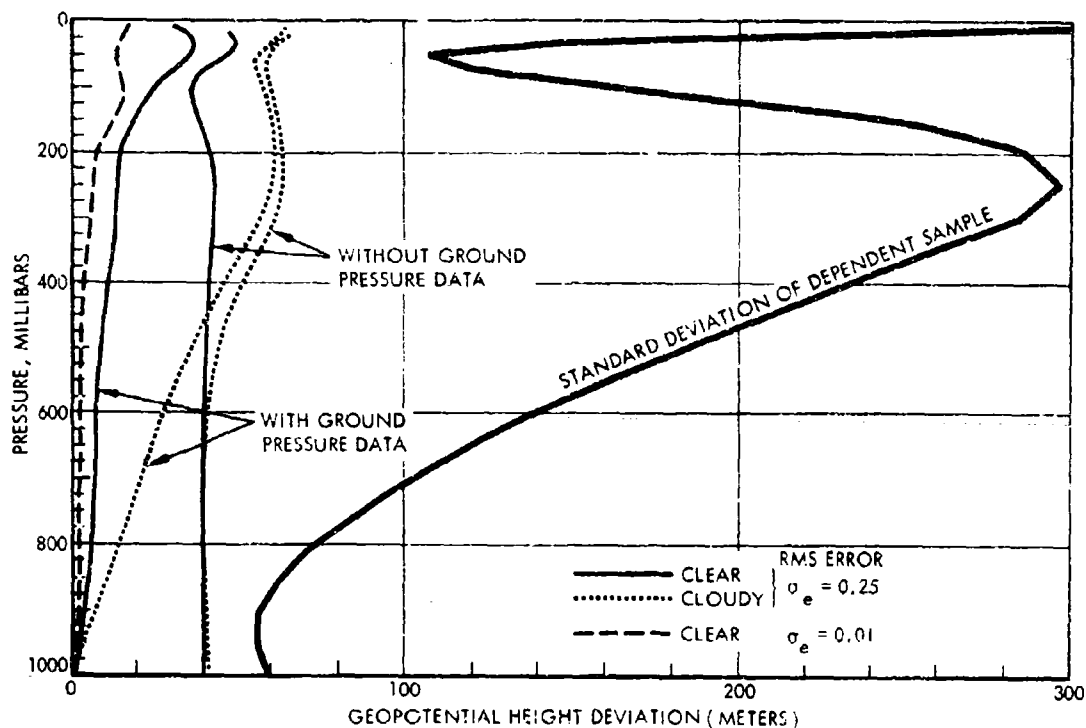 0
200
400
600
800
1000
PRESSURE, MILLIBARS
WITHOUT GROUND
PRESSURE DATA
WITH GROUND
PRESSURE DATA
STANDARD DEVIATION OF DEPENDENT SAMPLE
RMS ERROR
CLEAR
CLOUDY
σe = 0.25
CLEAR σe = 0.01
0 100 200 300
GEOPOTENTIAL HEIGHT DEVIATION (METERS)